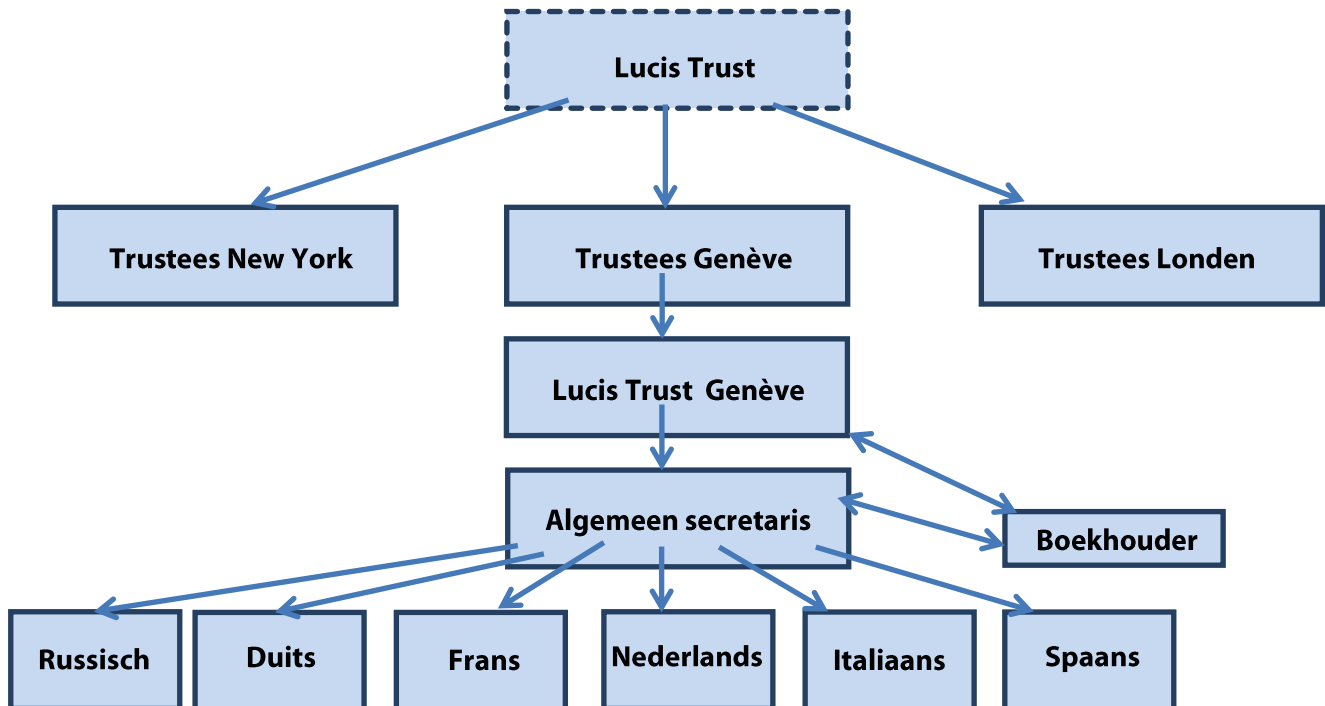 Lucis Trust
Trustees New York
Trustees Genève
Trustees Londen
Lucis Trust Genève
Algemeen secretaris
Boekhouder
Russisch
Duits
Frans
Nederlands
Italiaans
Spaans